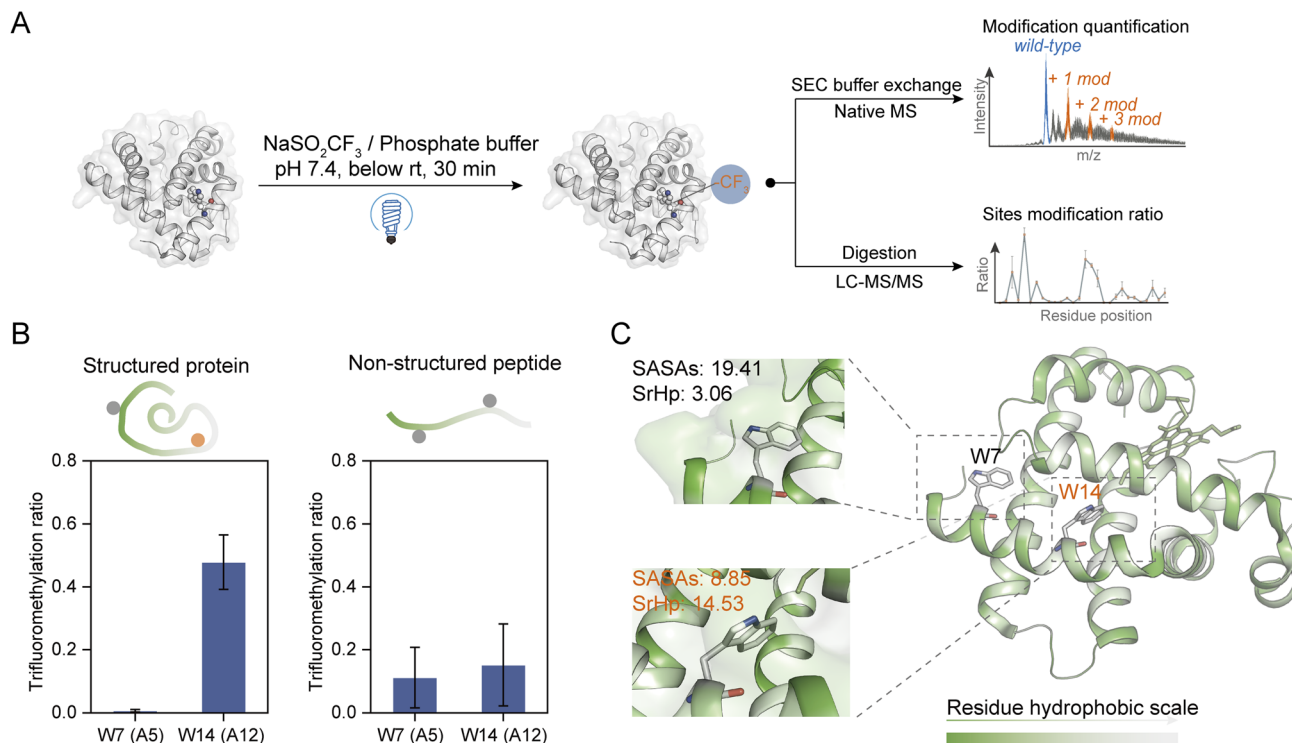 A
NaSO₂CF₃ / Phosphate buffer
pH 7.4, below rt, 30 min
CF₃
SEC buffer exchange
Native MS
Digestion
LC-MS/MS
Modification quantification
wild-type
+ 1 mod
+ 2 mod
+ 3 mod
Intensity
m/z
Sites modification ratio
Ratio
Residue position
B
Structured protein
Trifluoromethylation ratio
0.8
0.6
0.4
0.2
0.0
W7 (A5)
W14 (A12)
Non-structured peptide
Trifluoromethylation ratio
0.8
0.6
0.4
0.2
0.0
W7 (A5)
W14 (A12)
C
SASAs: 19.41
SrHp: 3.06
SASAs: 8.85
SrHp: 14.53
W7
W14
Residue hydrophobic scale